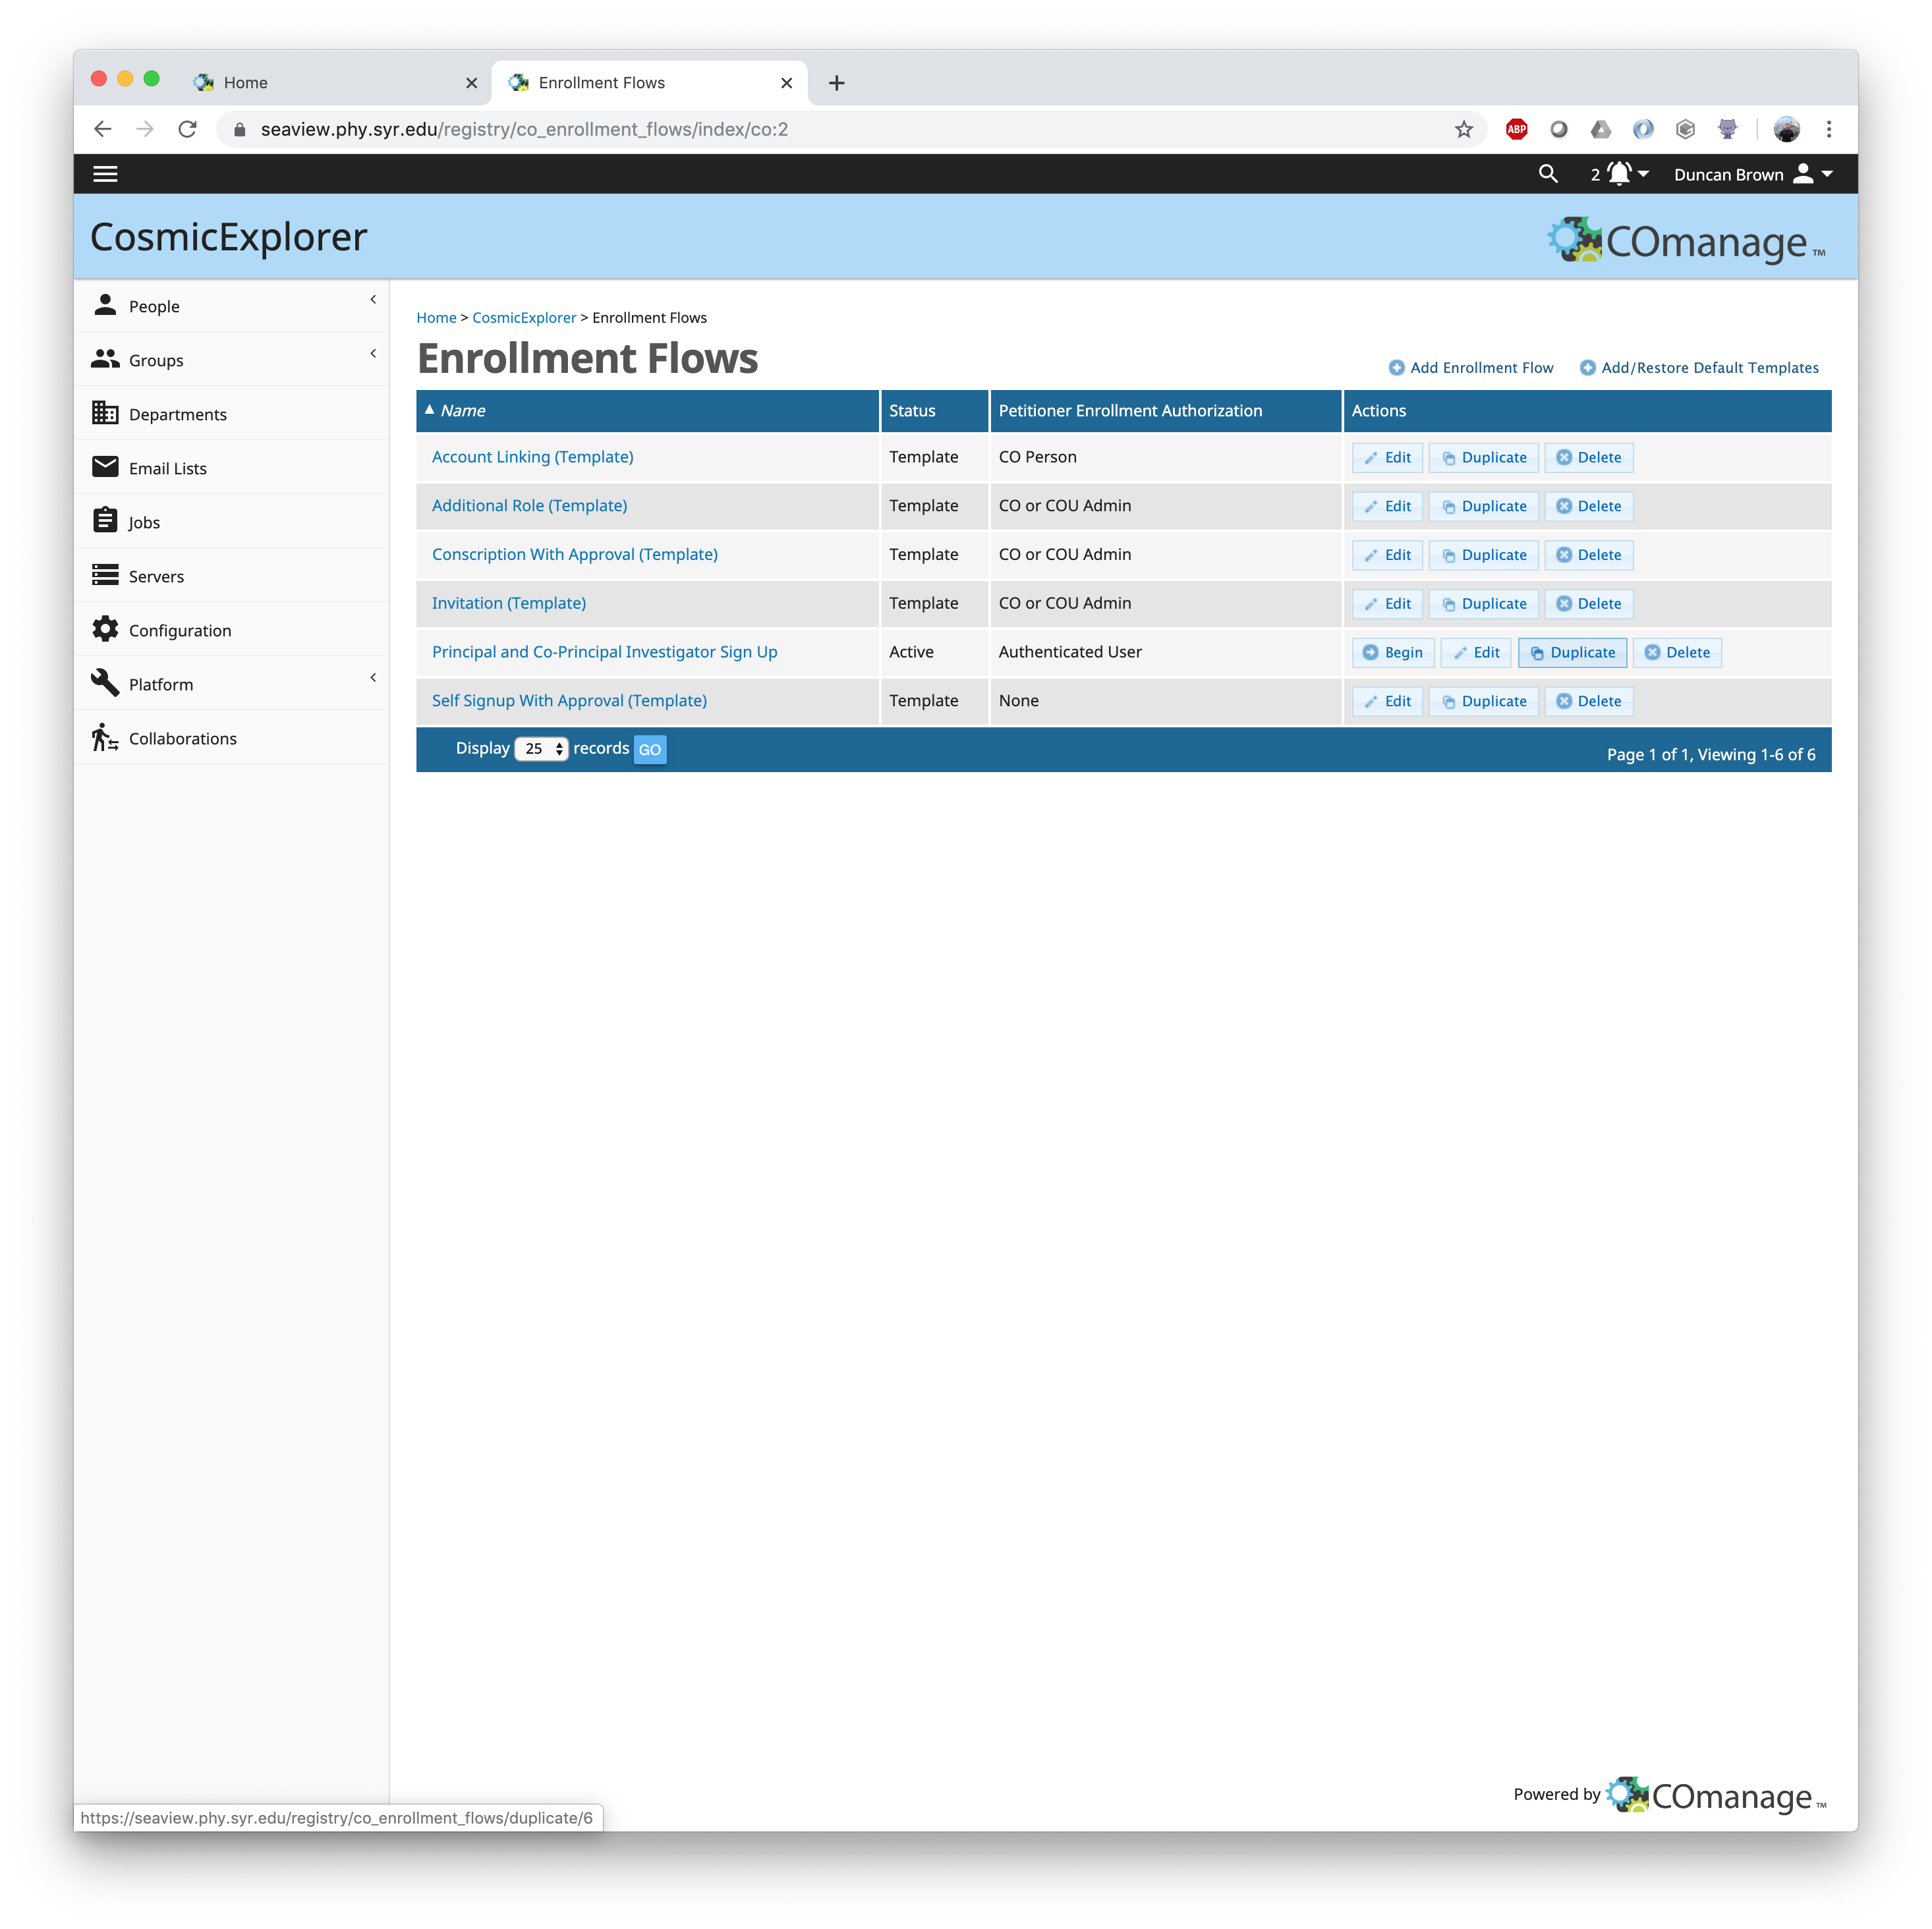 Home
Enrollment Flows
seaview.phy.syr.edu/registry/co_enrollment_flows/index/co:2
ABP
2
Duncan Brown
CosmicExplorer
COmanage ™
People
Groups
Departments
Email Lists
Jobs
Servers
Configuration
Platform
Collaborations
Home > CosmicExplorer > Enrollment Flows
Enrollment Flows
Add Enrollment Flow Add/Restore Default Templates
Name Status Petitioner Enrollment Authorization Actions
Account Linking (Template) Template CO Person Edit Duplicate Delete
Additional Role (Template) Template CO or COU Admin Edit Duplicate Delete
Conscription With Approval (Template) Template CO or COU Admin Edit Duplicate Delete
Invitation (Template) Template CO or COU Admin Edit Duplicate Delete
Principal and Co-Principal Investigator Sign Up Active Authenticated User Begin Edit Duplicate Delete
Self Signup With Approval (Template) Template None Edit Duplicate Delete
Display 25 records GO
Page 1 of 1, Viewing 1-6 of 6
Powered by COmanage ™
https://seaview.phy.syr.edu/registry/co_enrollment_flows/duplicate/6